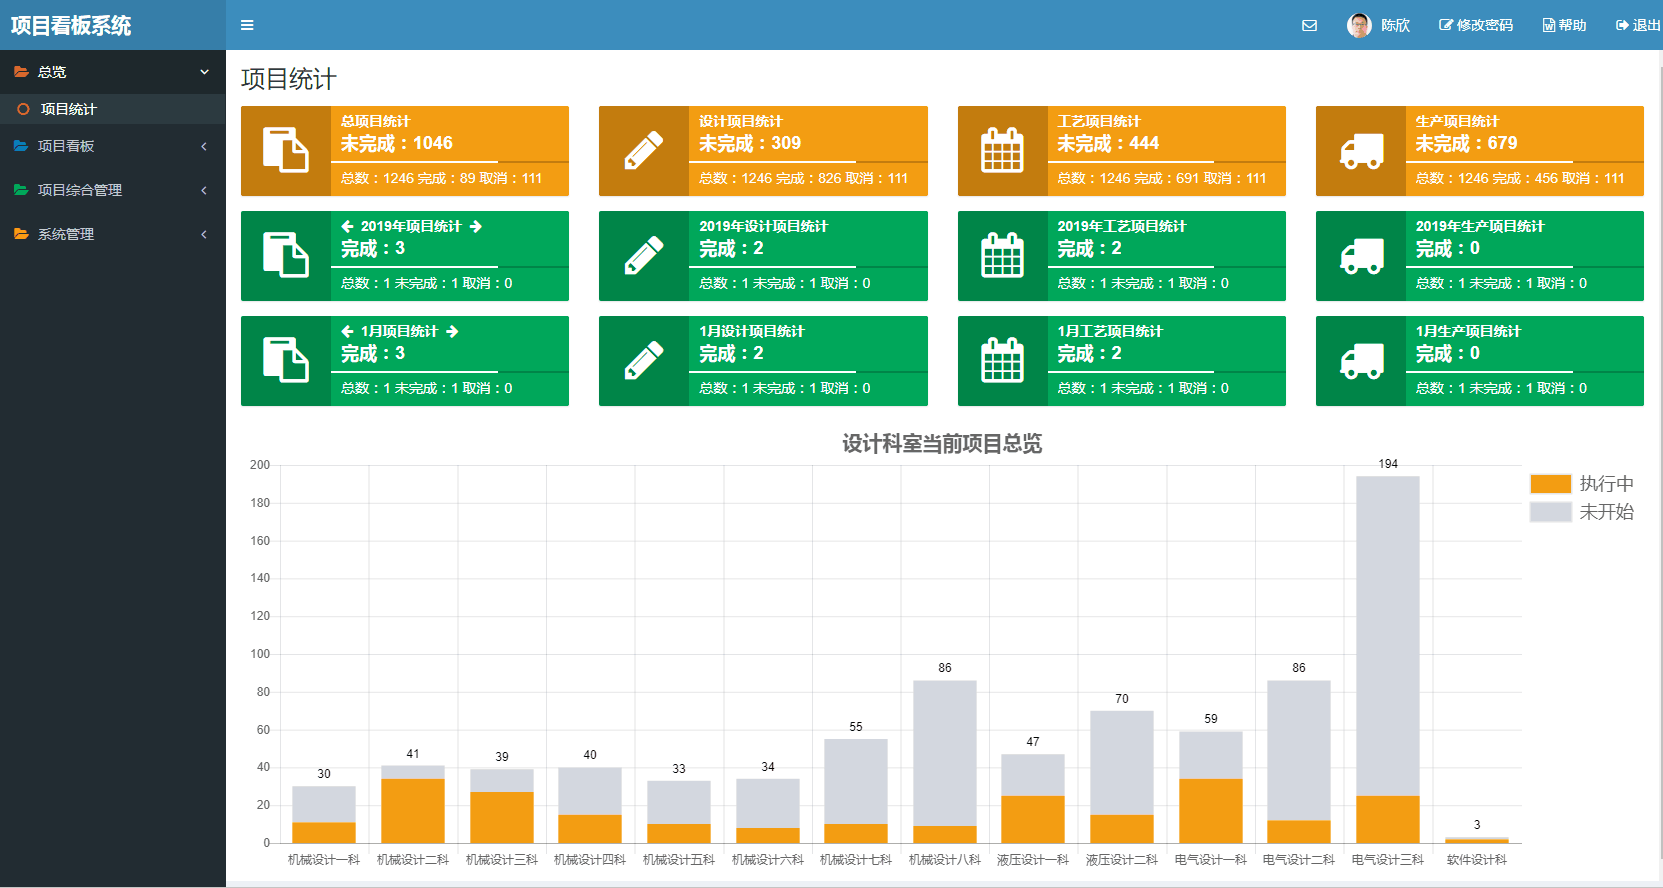 项目看板系统
陈欣
修改密码
帮助
退出
总览
项目统计
项目看板
项目综合管理
系统管理
项目统计
总项目统计
未完成：1046
总数：1246 完成：89 取消：111
设计项目统计
未完成：309
总数：1246 完成：826 取消：111
工艺项目统计
未完成：444
总数：1246 完成：691 取消：111
生产项目统计
未完成：679
总数：1246 完成：456 取消：111
2019年项目统计
完成：3
总数：1 未完成：1 取消：0
2019年设计项目统计
完成：2
总数：1 未完成：1 取消：0
2019年工艺项目统计
完成：2
总数：1 未完成：1 取消：0
2019年生产项目统计
完成：0
总数：1 未完成：1 取消：0
1月项目统计
完成：3
总数：1 未完成：1 取消：0
1月设计项目统计
完成：2
总数：1 未完成：1 取消：0
1月工艺项目统计
完成：2
总数：1 未完成：1 取消：0
1月生产项目统计
完成：0
总数：1 未完成：1 取消：0
设计科室当前项目总览
执行中
未开始
200
180
160
140
120
100
80
60
40
20
0
30
41
39
40
33
34
55
86
47
70
59
86
194
3
机械设计一科
机械设计二科
机械设计三科
机械设计四科
机械设计五科
机械设计六科
机械设计七科
机械设计八科
液压设计一科
液压设计二科
电气设计一科
电气设计二科
电气设计三科
软件设计科